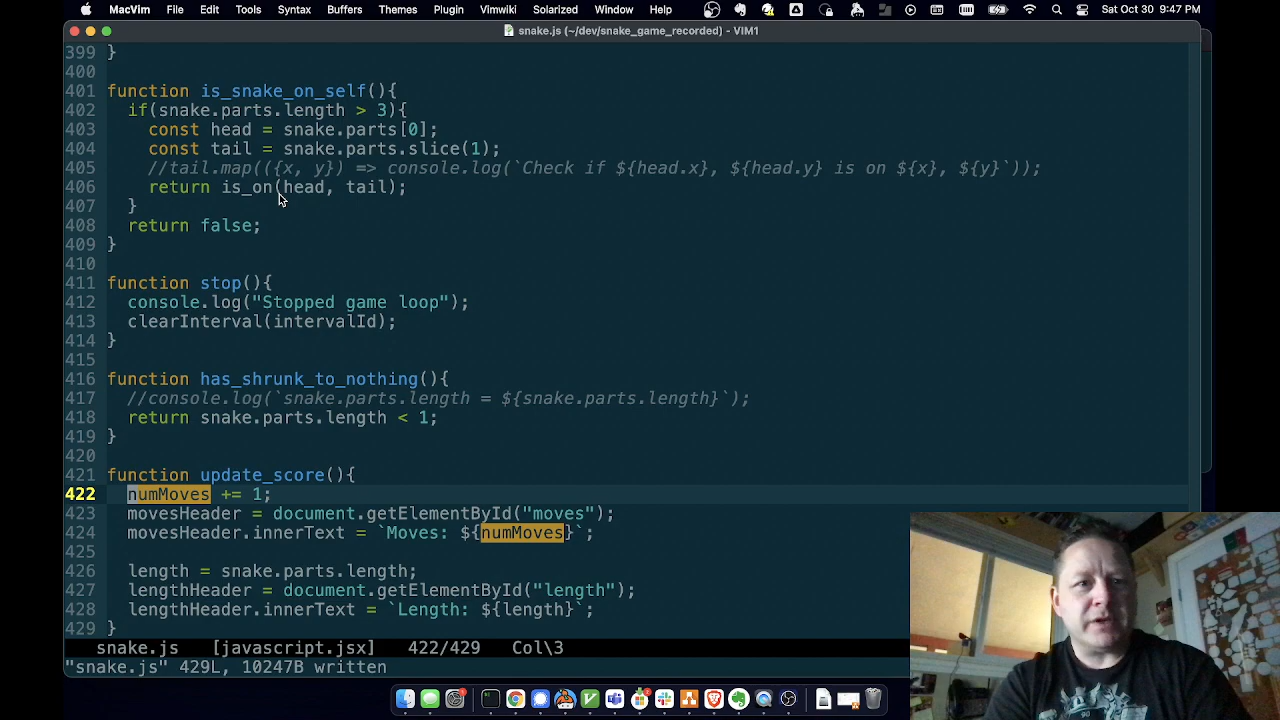 MacVim File Edit Tools Syntax Buffers Themes Plugin Vimwiki Solarized Window Help Sat Oct 30 9:47 PM
snake.js (~/dev/snake_game_recorded) - VIM1
399 }
400
401 function is_snake_on_self(){
402   if(snake.parts.length > 3){
403     const head = snake.parts[0];
404     const tail = snake.parts.slice(1);
405     //tail.map(({x, y}) => console.log(`Check if ${head.x}, ${head.y} is on ${x}, ${y}`));
406     return is_on(head, tail);
407   }
408   return false;
409 }
410
411 function stop(){
412   console.log("Stopped game loop");
413   clearInterval(intervalId);
414 }
415
416 function has_shrunk_to_nothing(){
417   //console.log(`snake.parts.length = ${snake.parts.length}`);
418   return snake.parts.length < 1;
419 }
420
421 function update_score(){
422   numMoves += 1;
423   movesHeader = document.getElementById("moves");
424   movesHeader.innerText = `Moves: ${numMoves}`;
425
426   length = snake.parts.length;
427   lengthHeader = document.getElementById("length");
428   lengthHeader.innerText = `Length: ${length}`;
429 }
snake.js [javascript.jsx] 422/429 Col\3
"snake.js" 429L, 10247B written